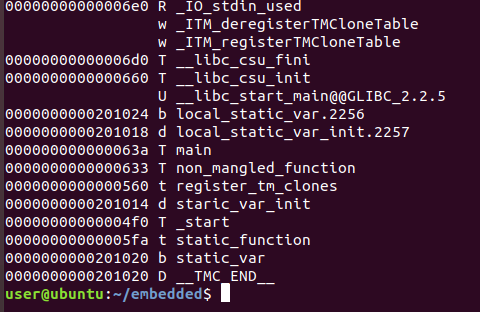 00000000000006e0 R _IO_stdin_used
w _ITM_deregisterTMCloneTable
w _ITM_registerTMCloneTable
00000000000006d0 T __libc_csu_fini
0000000000000660 T __libc_csu_init
U __libc_start_main@@GLIBC_2.2.5
0000000000201024 b local_static_var.2256
0000000000201018 d local_static_var_init.2257
000000000000063a T main
0000000000000633 T non_mangled_function
0000000000000560 t register_tm_clones
0000000000201014 d staric_var_init
00000000000004f0 T _start
00000000000005fa t static_function
0000000000201020 b static_var
0000000000201020 D __TMC_END__
user@ubuntu:~/embedded$